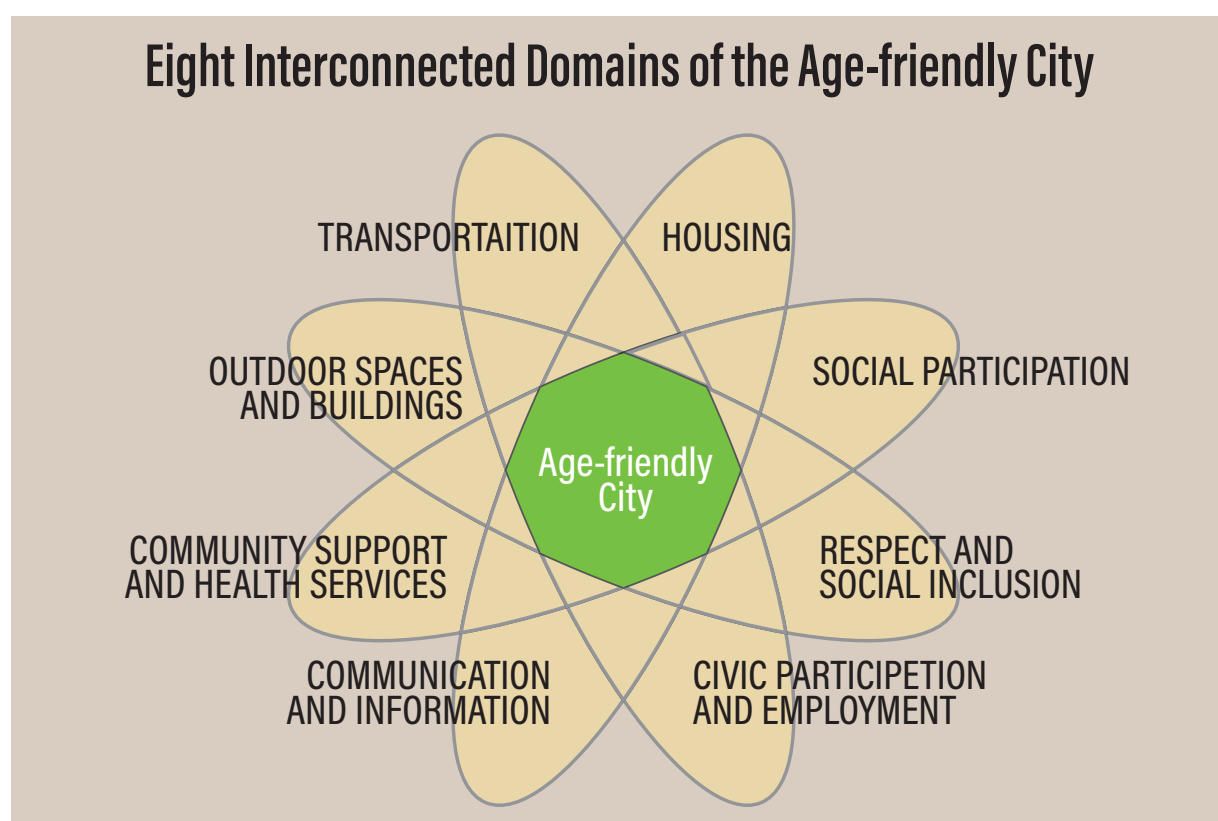 Eight Interconnected Domains of the Age-friendly City
TRANSPORTAITION
HOUSING
OUTDOOR SPACES
AND BUILDINGS
SOCIAL PARTICIPATION
Age-friendly
City
COMMUNITY SUPPORT
AND HEALTH SERVICES
RESPECT AND
SOCIAL INCLUSION
COMMUNICATION
AND INFORMATION
CIVIC PARTICIPETION
AND EMPLOYMENT